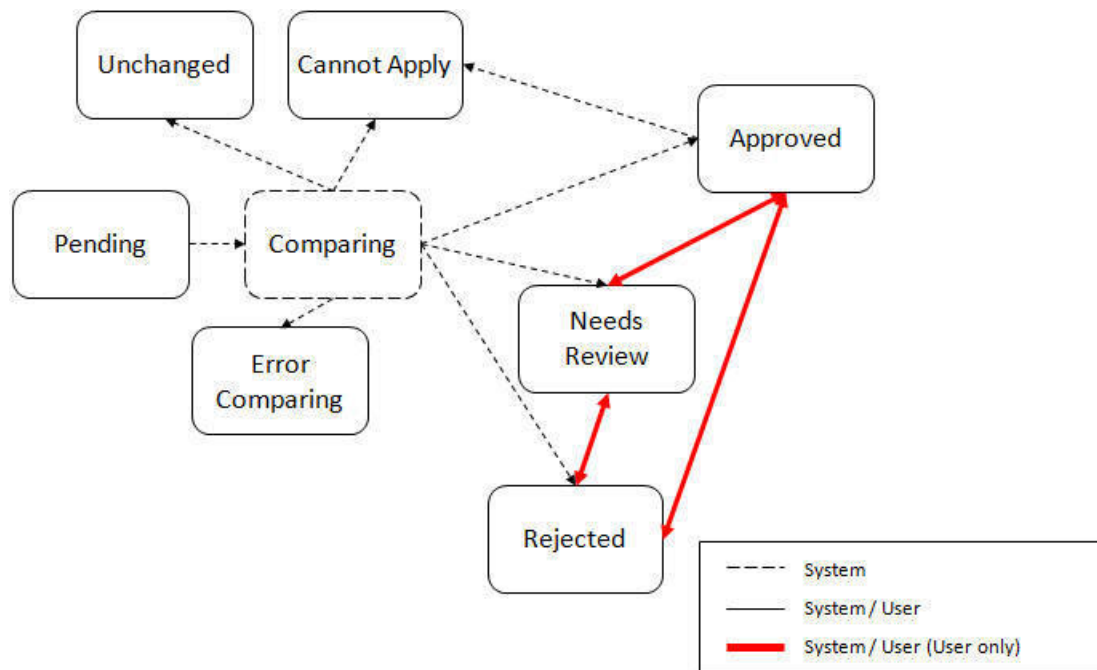 Unchanged
Cannot Apply
Approved
Pending
Comparing
Needs
Review
Error
Comparing
Rejected
System
System / User
System / User (User only)